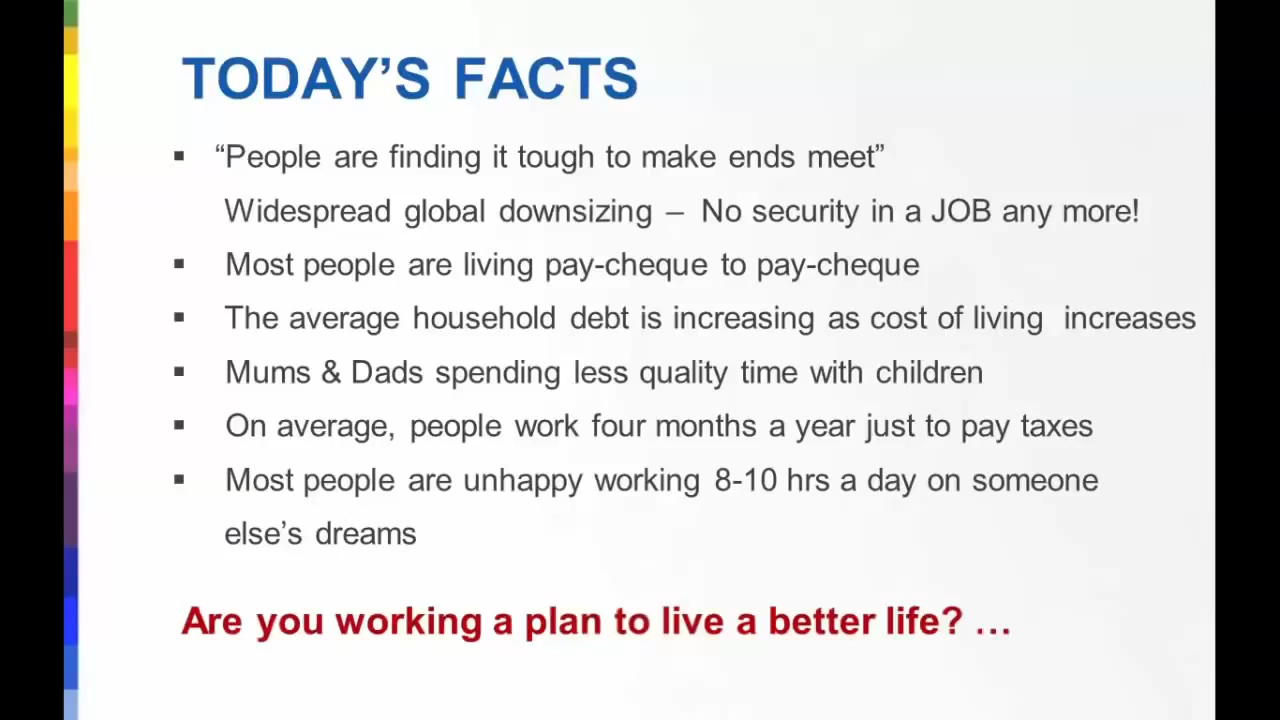 TODAY’S FACTS
▪ “People are finding it tough to make ends meet”
Widespread global downsizing – No security in a JOB any more!
▪ Most people are living pay-cheque to pay-cheque
▪ The average household debt is increasing as cost of living increases
▪ Mums & Dads spending less quality time with children
▪ On average, people work four months a year just to pay taxes
▪ Most people are unhappy working 8-10 hrs a day on someone
else’s dreams
Are you working a plan to live a better life? …